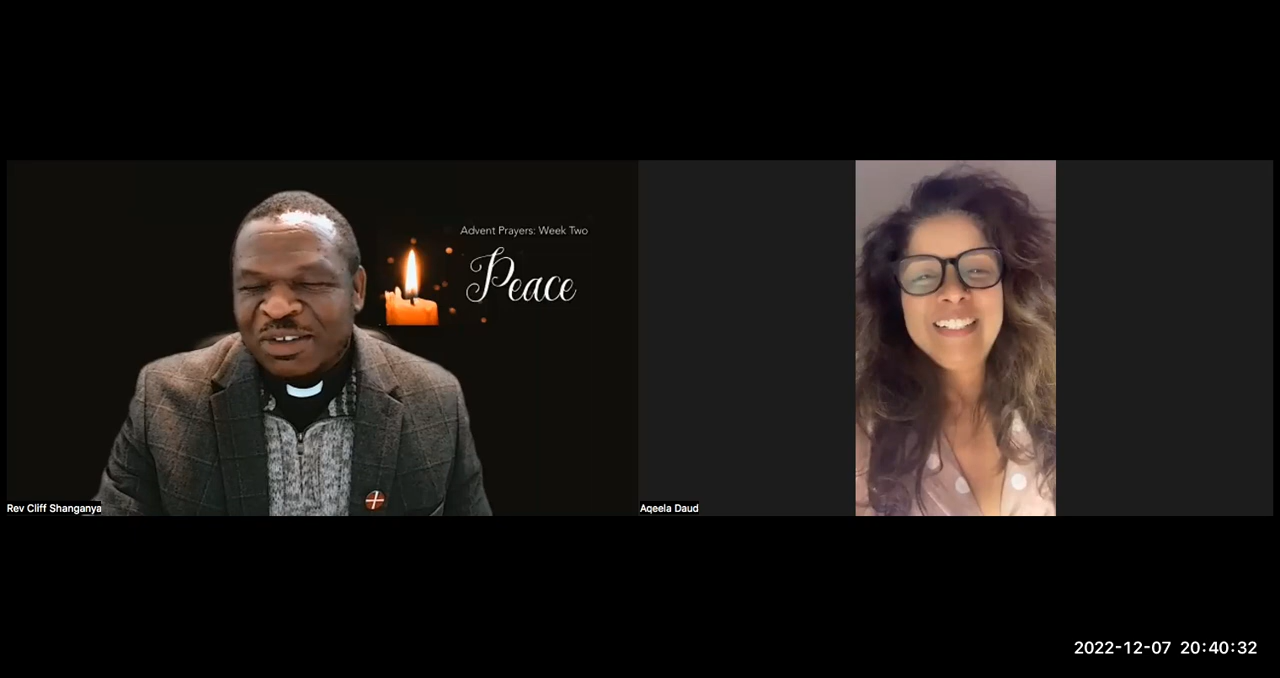 Advent Prayers: Week Two
Peace
Rev Cliff Shanganya
Aqeela Daud
2022-12-07 20:40:32